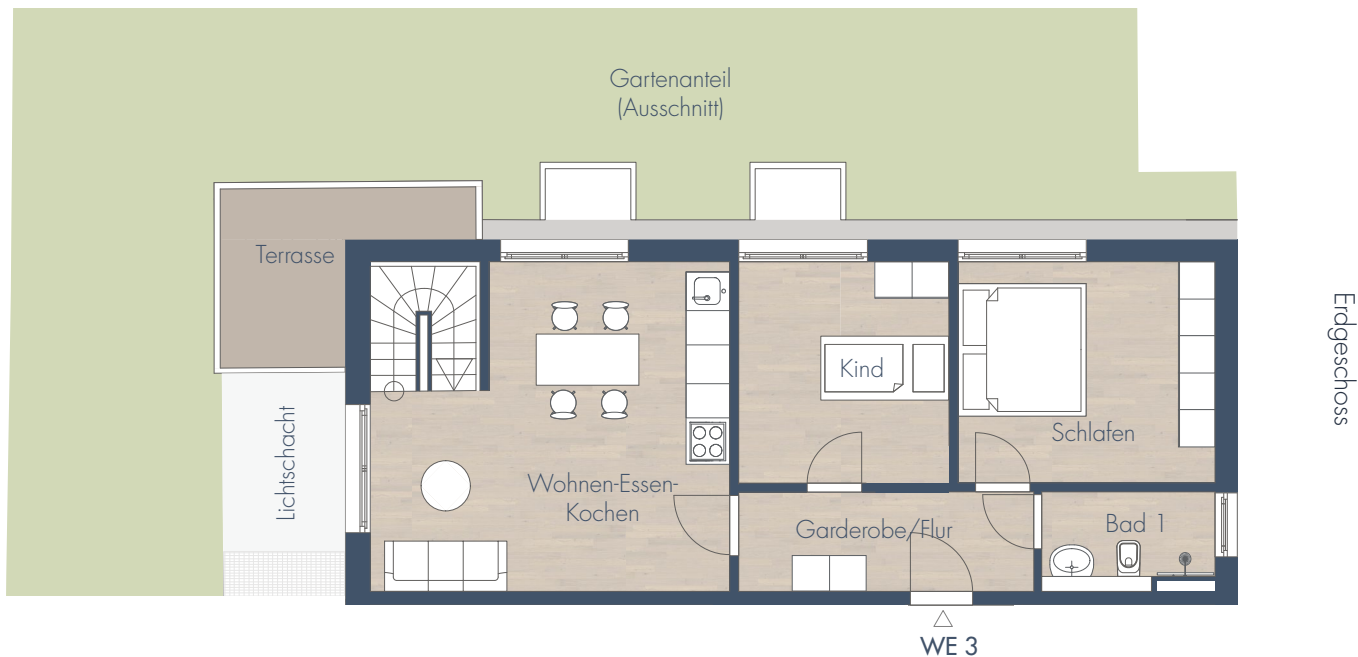 Gartenanteil
(Ausschnitt)
Terrasse
Erdgeschoss
Kind
Lichtschacht
Schlafen
Wohnen-Essen-
Kochen
Garderobe/Flur
Bad 1
WE 3